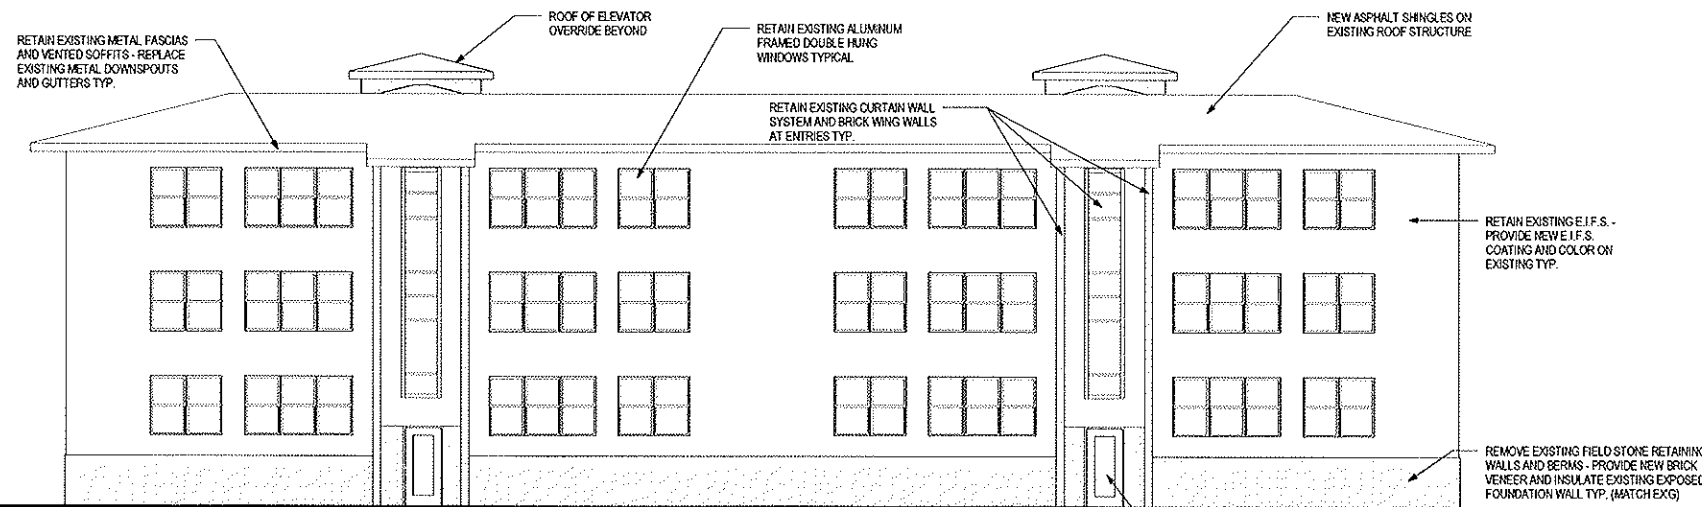 ROOF OF ELEVATOR
OVERRIDE BEYOND
RETAIN EXISTING METAL FASCIAS
AND VENTED SOFFITS - REPLACE
EXISTING METAL DOWNSPOUTS
AND GUTTERS TYP.
RETAIN EXISTING ALUMINUM
FRAMED DOUBLE HUNG
WINDOWS TYPICAL
NEW ASPHALT SHINGLES ON
EXISTING ROOF STRUCTURE
RETAIN EXISTING CURTAIN WALL
SYSTEM AND BRICK WING WALLS
AT ENTRIES TYP.
RETAIN EXISTING E.I.F.S. -
PROVIDE NEW E.I.F.S.
COATING AND COLOR ON
EXISTING TYP.
REMOVE EXISTING FIELD STONE RETAINING
WALLS AND BERMS - PROVIDE NEW BRICK
VENEER AND INSULATE EXISTING EXPOSED
FOUNDATION WALL TYP. (MATCH EXG)